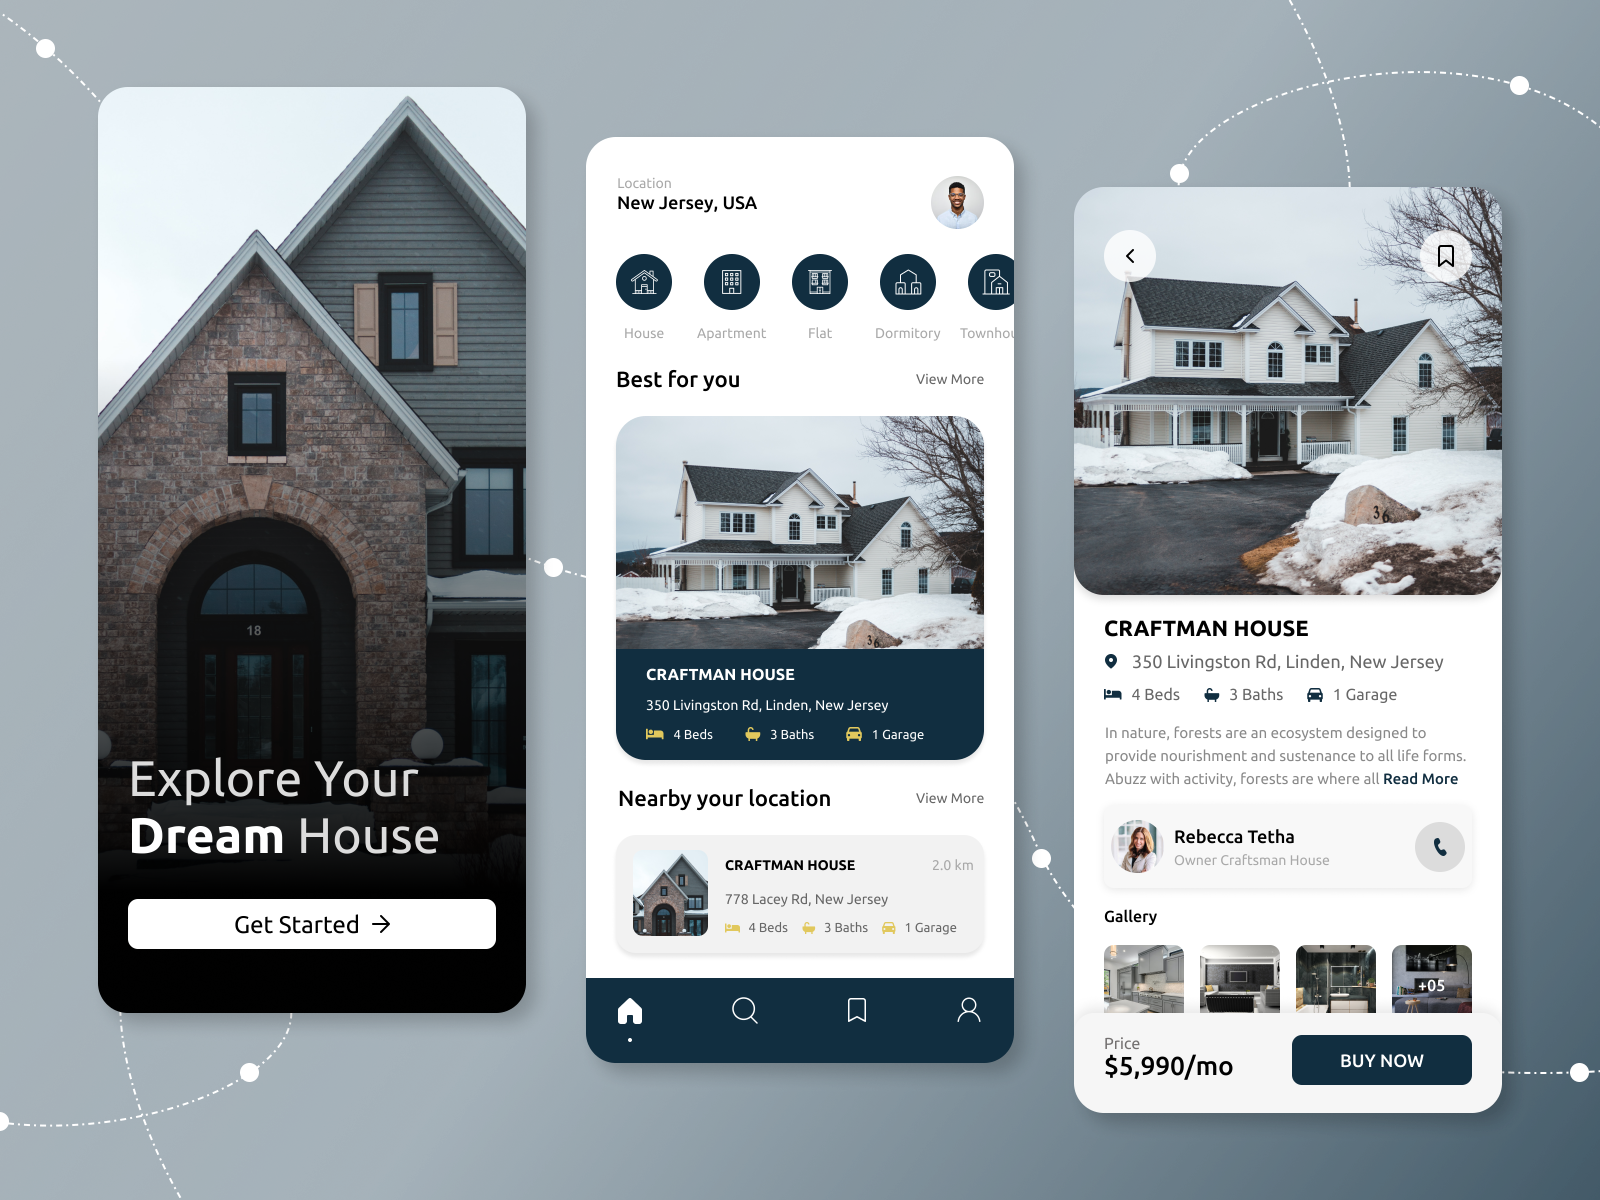 18
Explore Your
Dream House
Get Started
Location
New Jersey, USA
House
Apartment
Flat
Dormitory
Townhou
Best for you
View More
36
CRAFTMAN HOUSE
350 Livingston Rd, Linden, New Jersey
4 Beds
3 Baths
1 Garage
Nearby your location
View More
CRAFTMAN HOUSE
2.0 km
778 Lacey Rd, New Jersey
4 Beds
3 Baths
1 Garage
36
CRAFTMAN HOUSE
350 Livingston Rd, Linden, New Jersey
4 Beds
3 Baths
1 Garage
In nature, forests are an ecosystem designed to
provide nourishment and sustenance to all life forms.
Abuzz with activity, forests are where all Read More
Rebecca Tetha
Owner Craftsman House
Gallery
+05
Price
$5,990/mo
BUY NOW